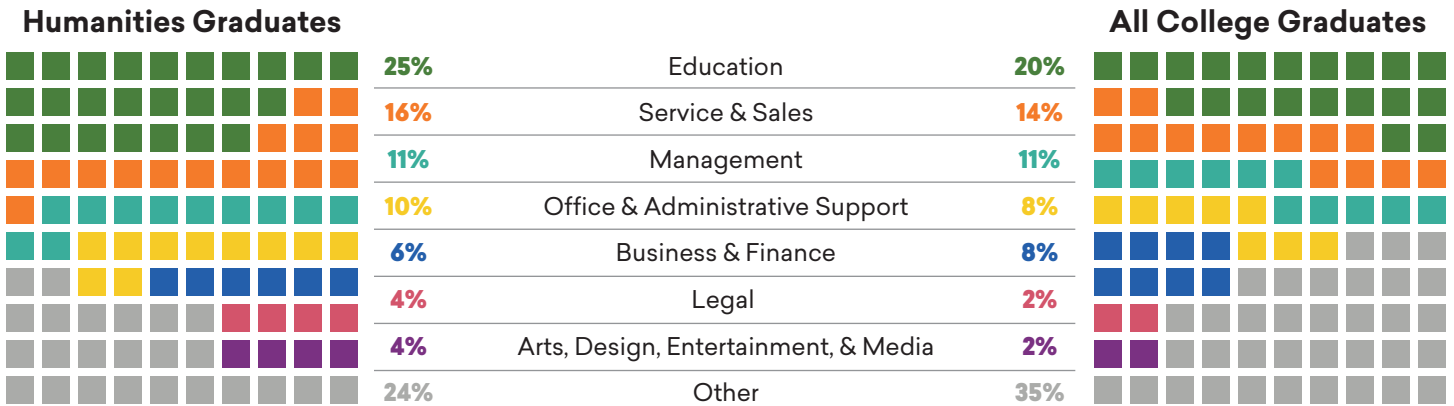 Humanities Graduates
All College Graduates
25% Education 20%
16% Service & Sales 14%
11% Management 11%
10% Office & Administrative Support 8%
6% Business & Finance 8%
4% Legal 2%
4% Arts, Design, Entertainment, & Media 2%
24% Other 35%